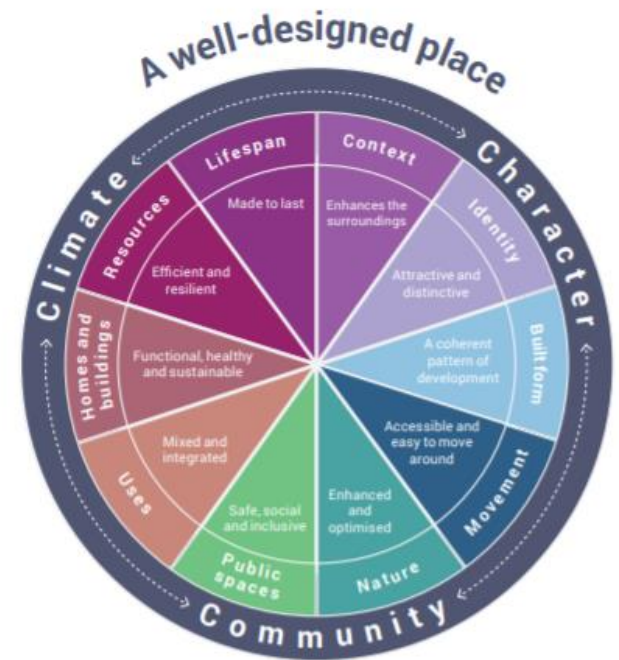 A well-designed place
Climate
Character
Community
Context
Enhances the
surroundings
Identity
Attractive and
distinctive
Built form
A coherent
pattern of
development
Movement
Accessible and
easy to move
around
Nature
Enhanced
and
optimised
Public
spaces
Safe, social
and inclusive
Uses
Mixed and
integrated
Homes and
buildings
Functional, healthy
and sustainable
Resources
Efficient and
resilient
Lifespan
Made to last